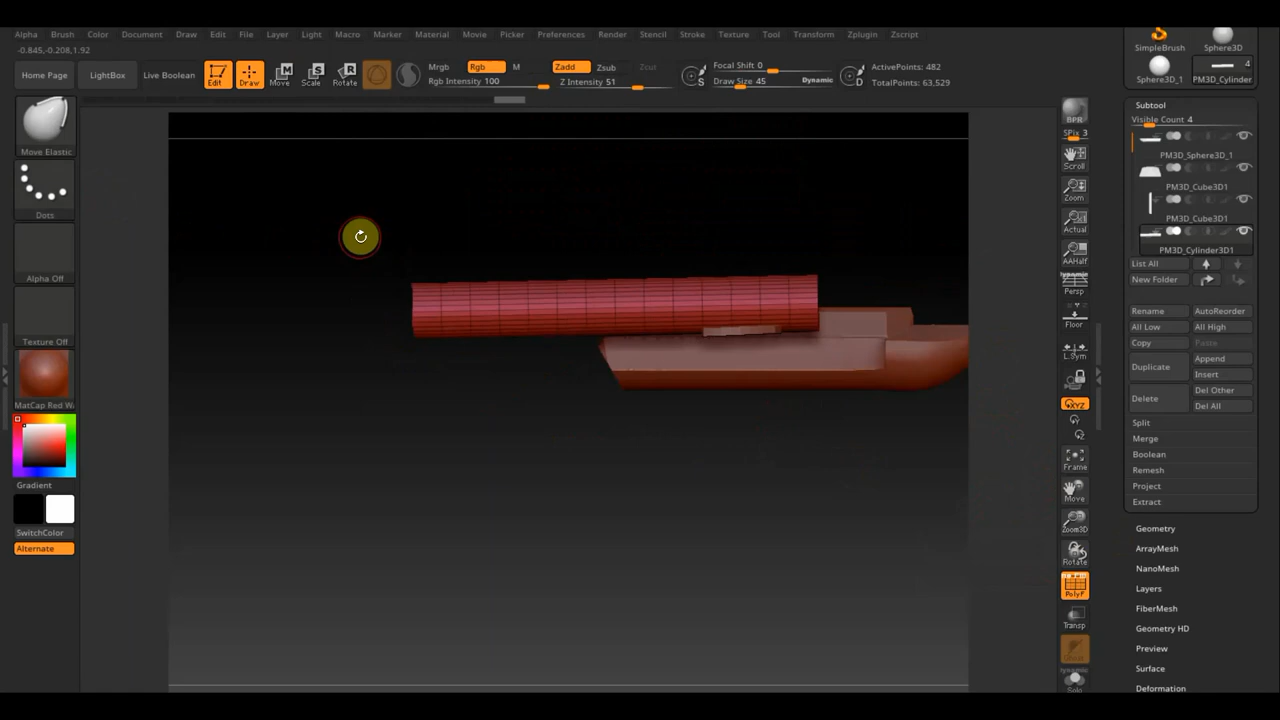 Alpha Brush Color Document Draw Edit File Layer Light Macro Marker Material Movie Picker Preferences Render Stencil Stroke Texture Tool Transform Zplugin Zscript
-0.845,-0.208,1.92
Home Page LightBox Live Boolean Edit Draw Move Scale Rotate
Mrgb Rgb M Zadd Zsub Zcut
Rgb Intensity 100 Z Intensity 51
Focal Shift 0
Draw Size 45 Dynamic
S
D
ActivePoints: 482
TotalPoints: 63,529
SimpleBrush Sphere3D
4
Sphere3D_1 PM3D_Cylinder
Move Elastic
Dots
Alpha Off
Texture Off
MatCap Red W
Gradient
SwitchColor
Alternate
BPR
SPix 3
Scroll
Zoom
Actual
AAHalf
dynamic
Persp
Floor
L.Sym
XYZ
Y
Z
Frame
Move
Zoom3D
Rotate
PolyF
Transp
Ghost
dynamic
Solo
Subtool
Visible Count 4
PM3D_Sphere3D_1
PM3D_Cube3D1
PM3D_Cube3D1
PM3D_Cylinder3D1
List All
New Folder
Rename AutoReorder
All Low All High
Copy Paste
Duplicate Append
Insert
Delete Del Other
Del All
Split
Merge
Boolean
Remesh
Project
Extract
Geometry
ArrayMesh
NanoMesh
Layers
FiberMesh
Geometry HD
Preview
Surface
Deformation